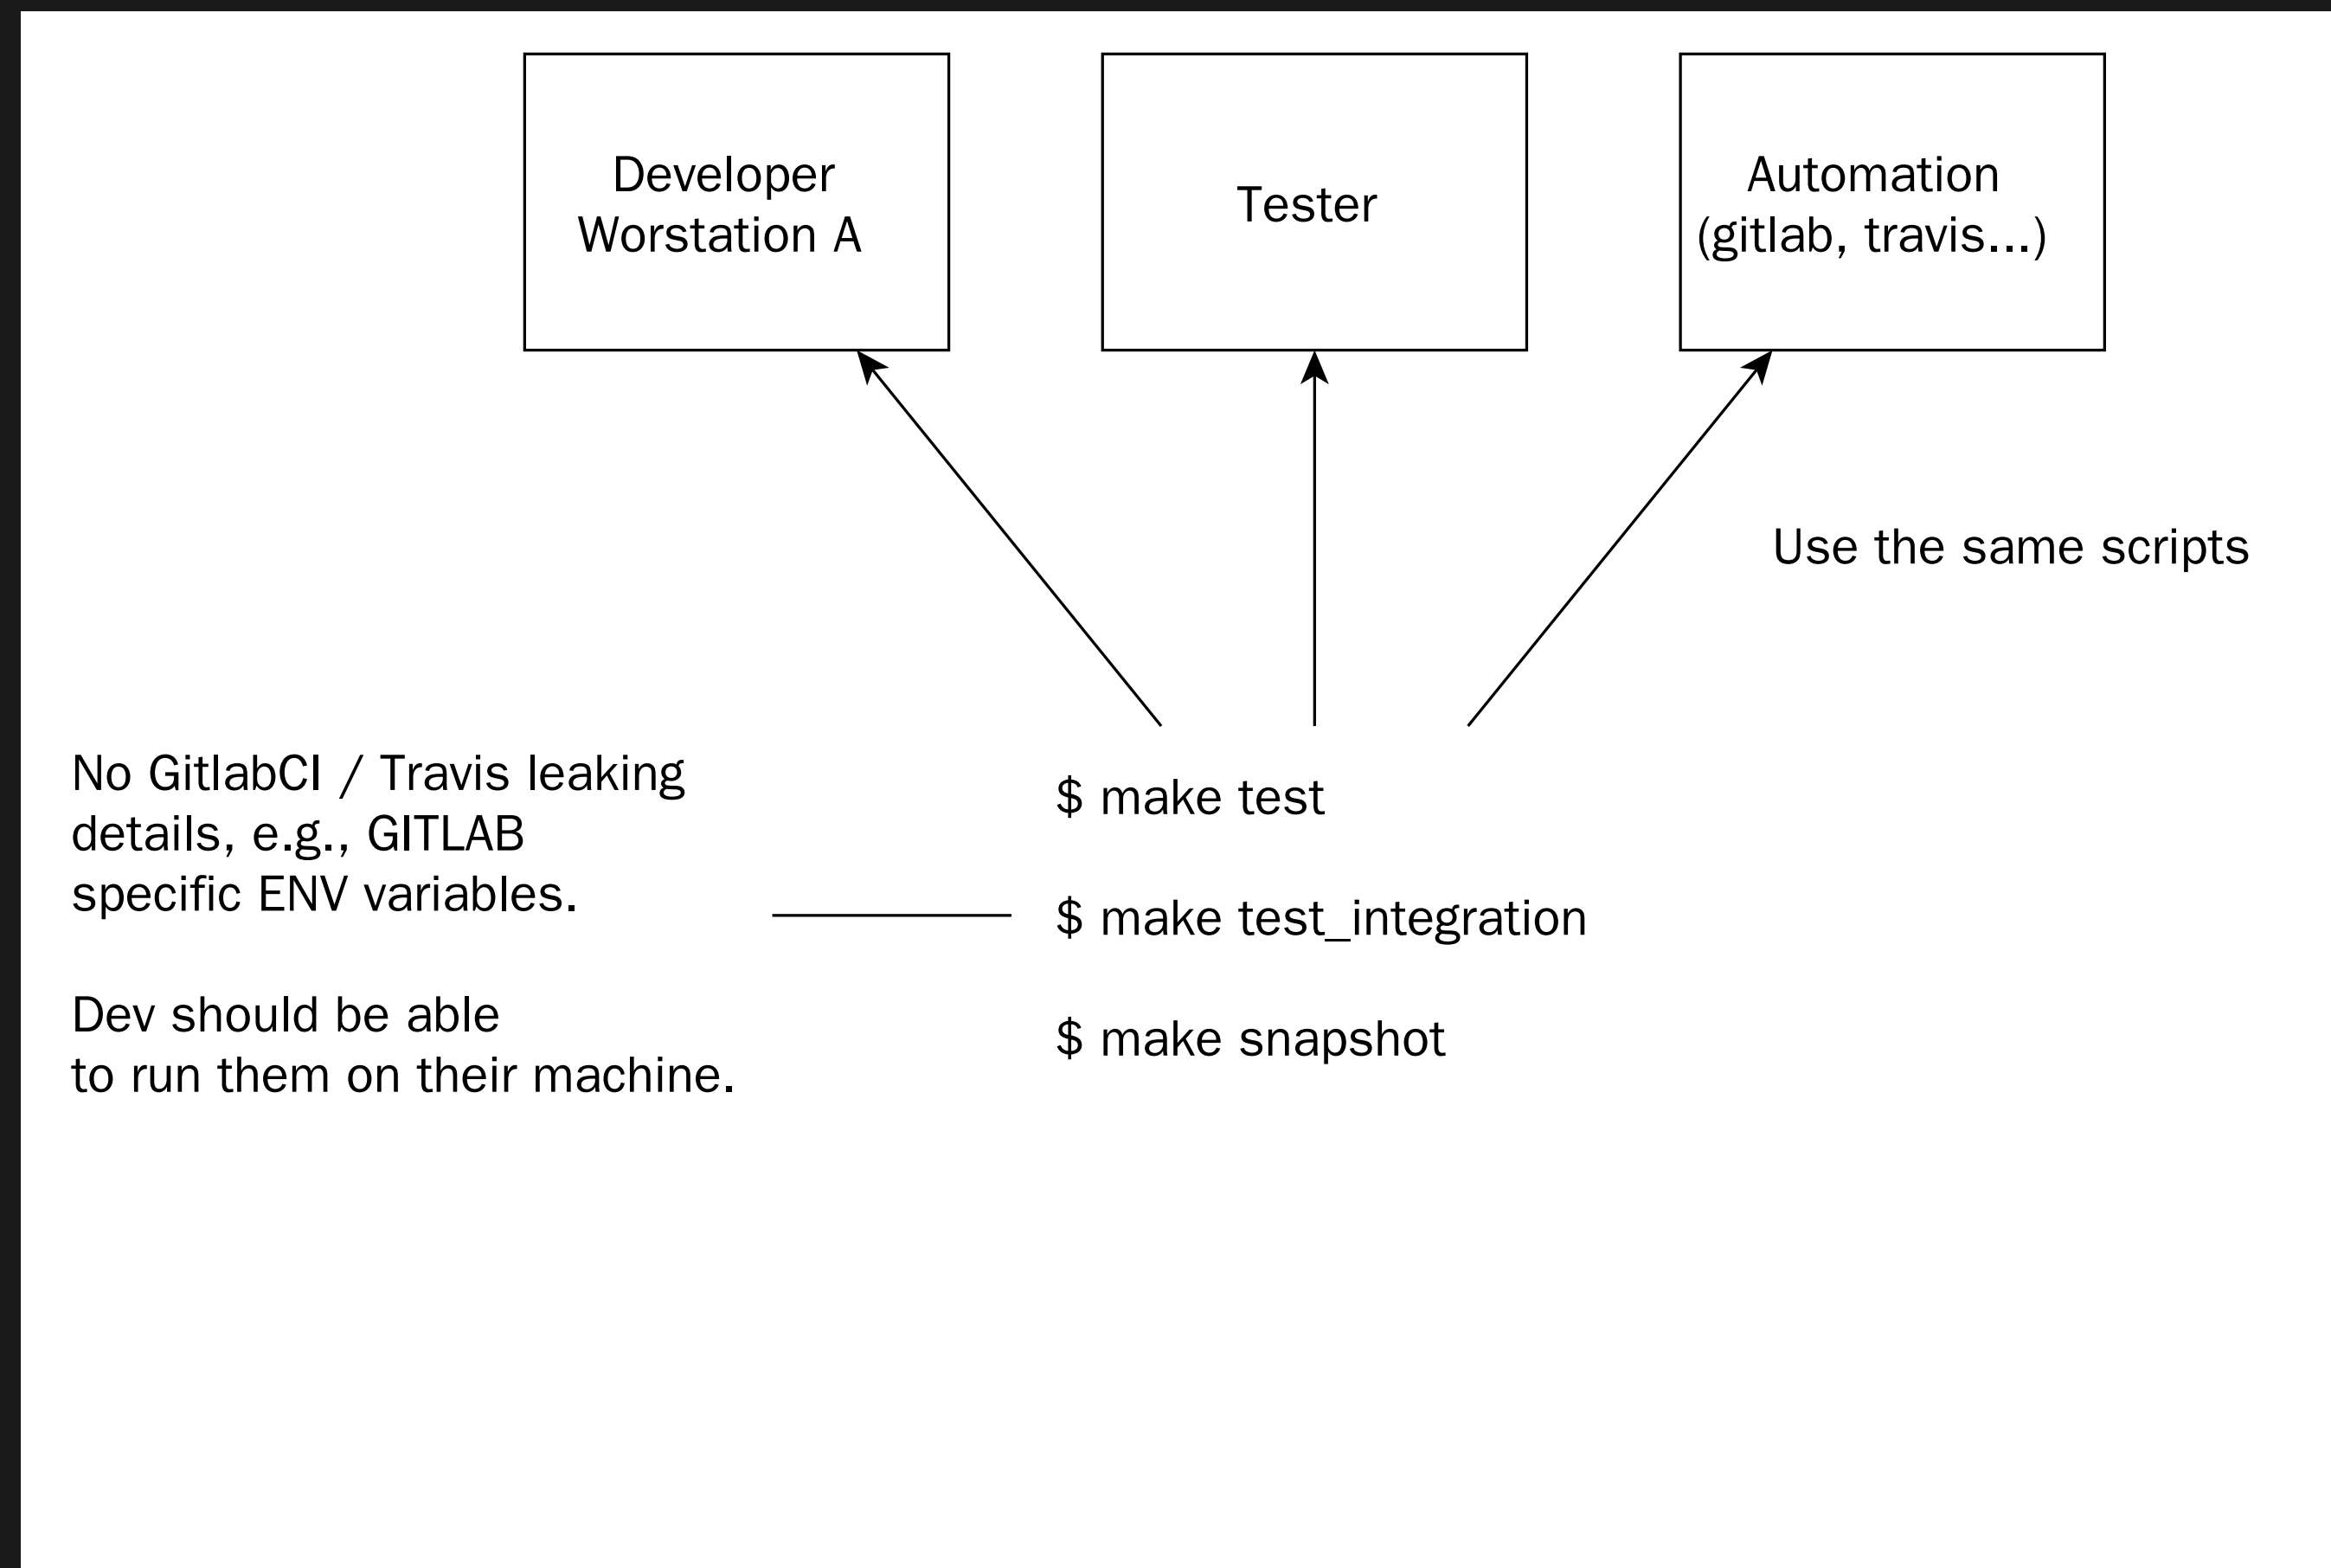 Developer
Worstation A
Tester
Automation
(gitlab, travis...)
Use the same scripts
No GitlabCI / Travis leaking
details, e.g., GITLAB
specific ENV variables.
Dev should be able
to run them on their machine.
$ make test
$ make test_integration
$ make snapshot